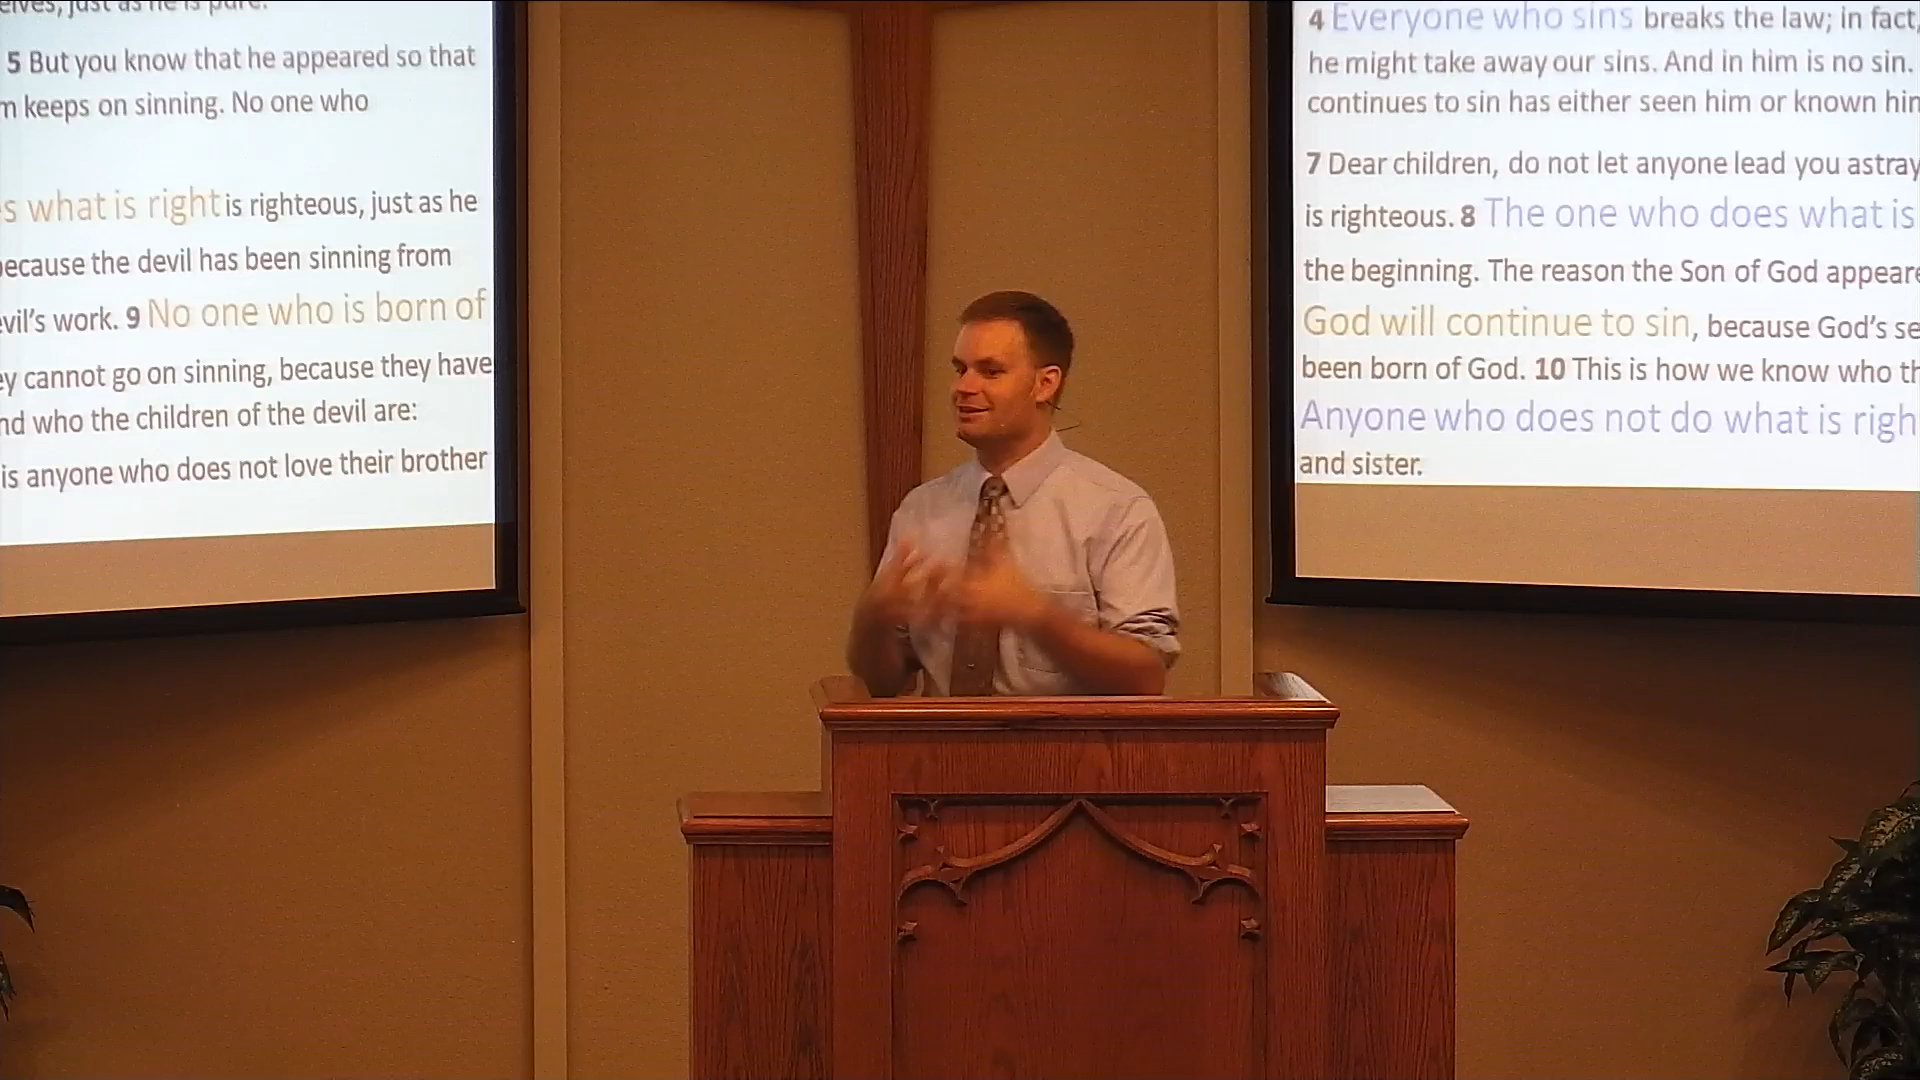 elves, just as he is pure.
5 But you know that he appeared so that
m keeps on sinning. No one who
s what is right is righteous, just as he
because the devil has been sinning from
evil's work. 9 No one who is born of
ey cannot go on sinning, because they have
nd who the children of the devil are:
is anyone who does not love their brother
4 Everyone who sins breaks the law; in fact,
he might take away our sins. And in him is no sin.
continues to sin has either seen him or known him
7 Dear children, do not let anyone lead you astray
is righteous. 8 The one who does what is
the beginning. The reason the Son of God appeare
God will continue to sin, because God's se
been born of God. 10 This is how we know who th
Anyone who does not do what is righ
and sister.